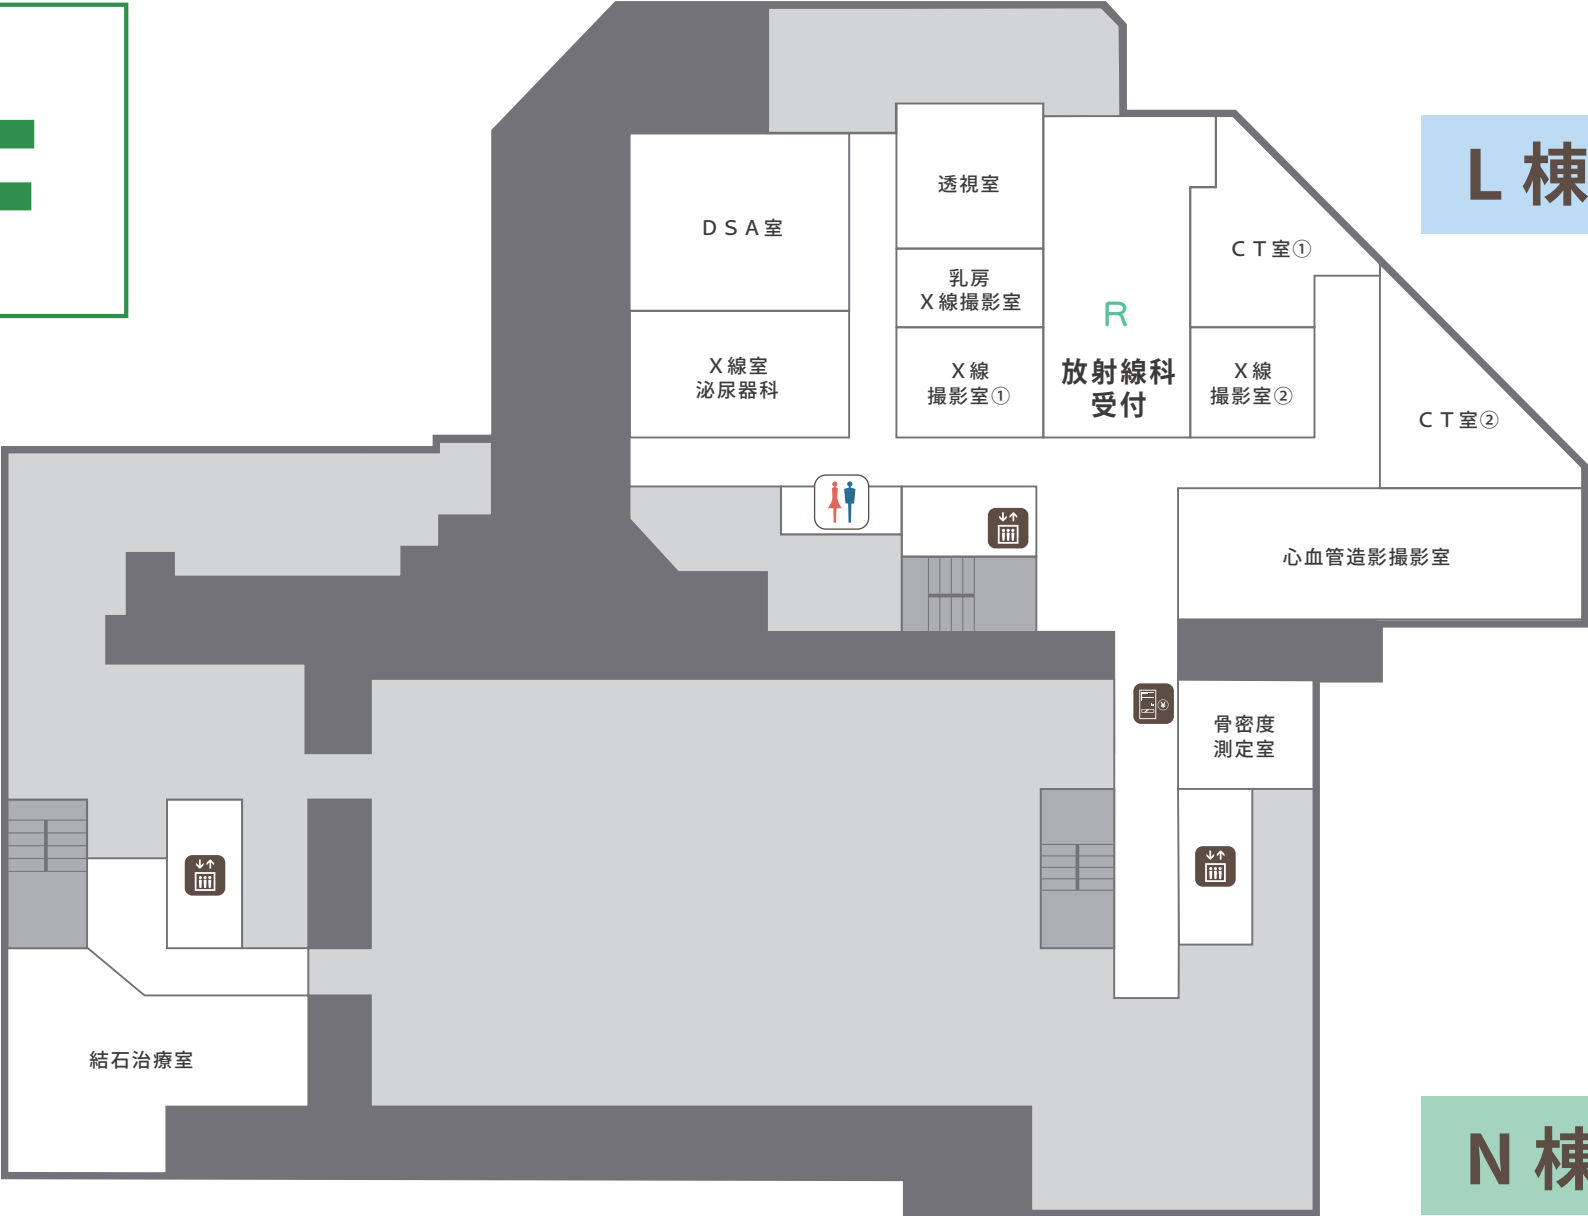 L 棟
透視室
DSA室
CT室①
乳房
X線撮影室
R
X線室
泌尿器科
X線
撮影室①
放射線科
受付
X線
撮影室②
CT室②
心血管造影撮影室
¥
骨密度
測定室
結石治療室
N 棟